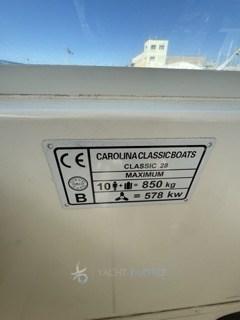 CE CAROLINA CLASSIC BOATS
CLASSIC 28
MAXIMUM
10 + = 850 kg
B = 578 kw
YACHT